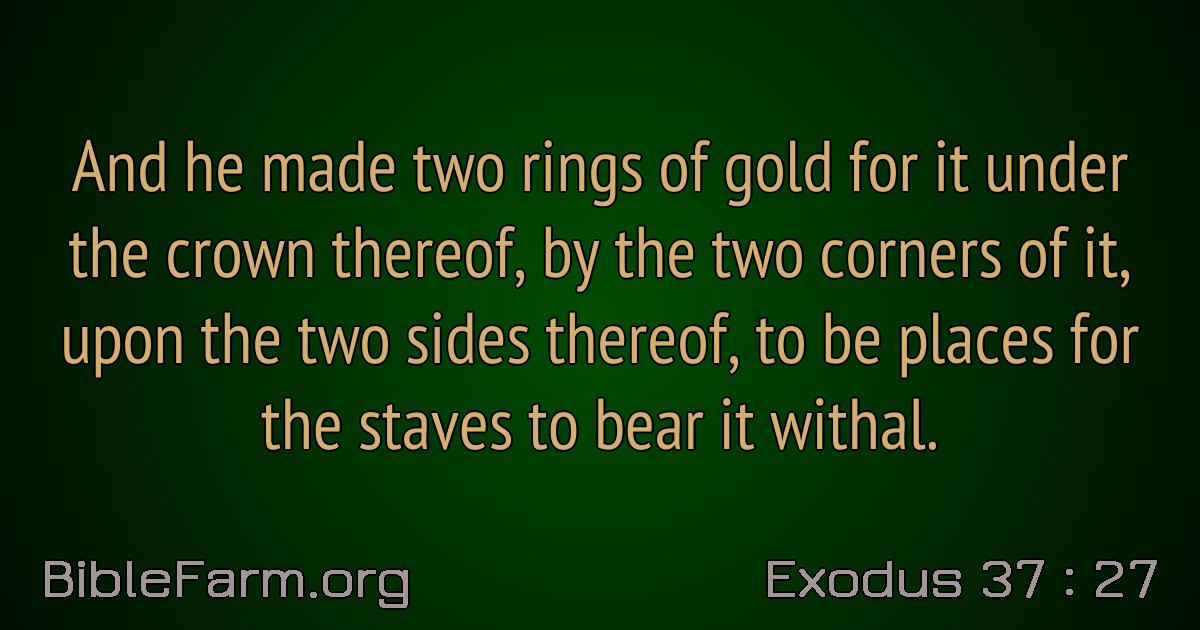 And he made two rings of gold for it under
the crown thereof, by the two corners of it,
upon the two sides thereof, to be places for
the staves to bear it withal.
BibleFarm.org
Exodus 37 : 27